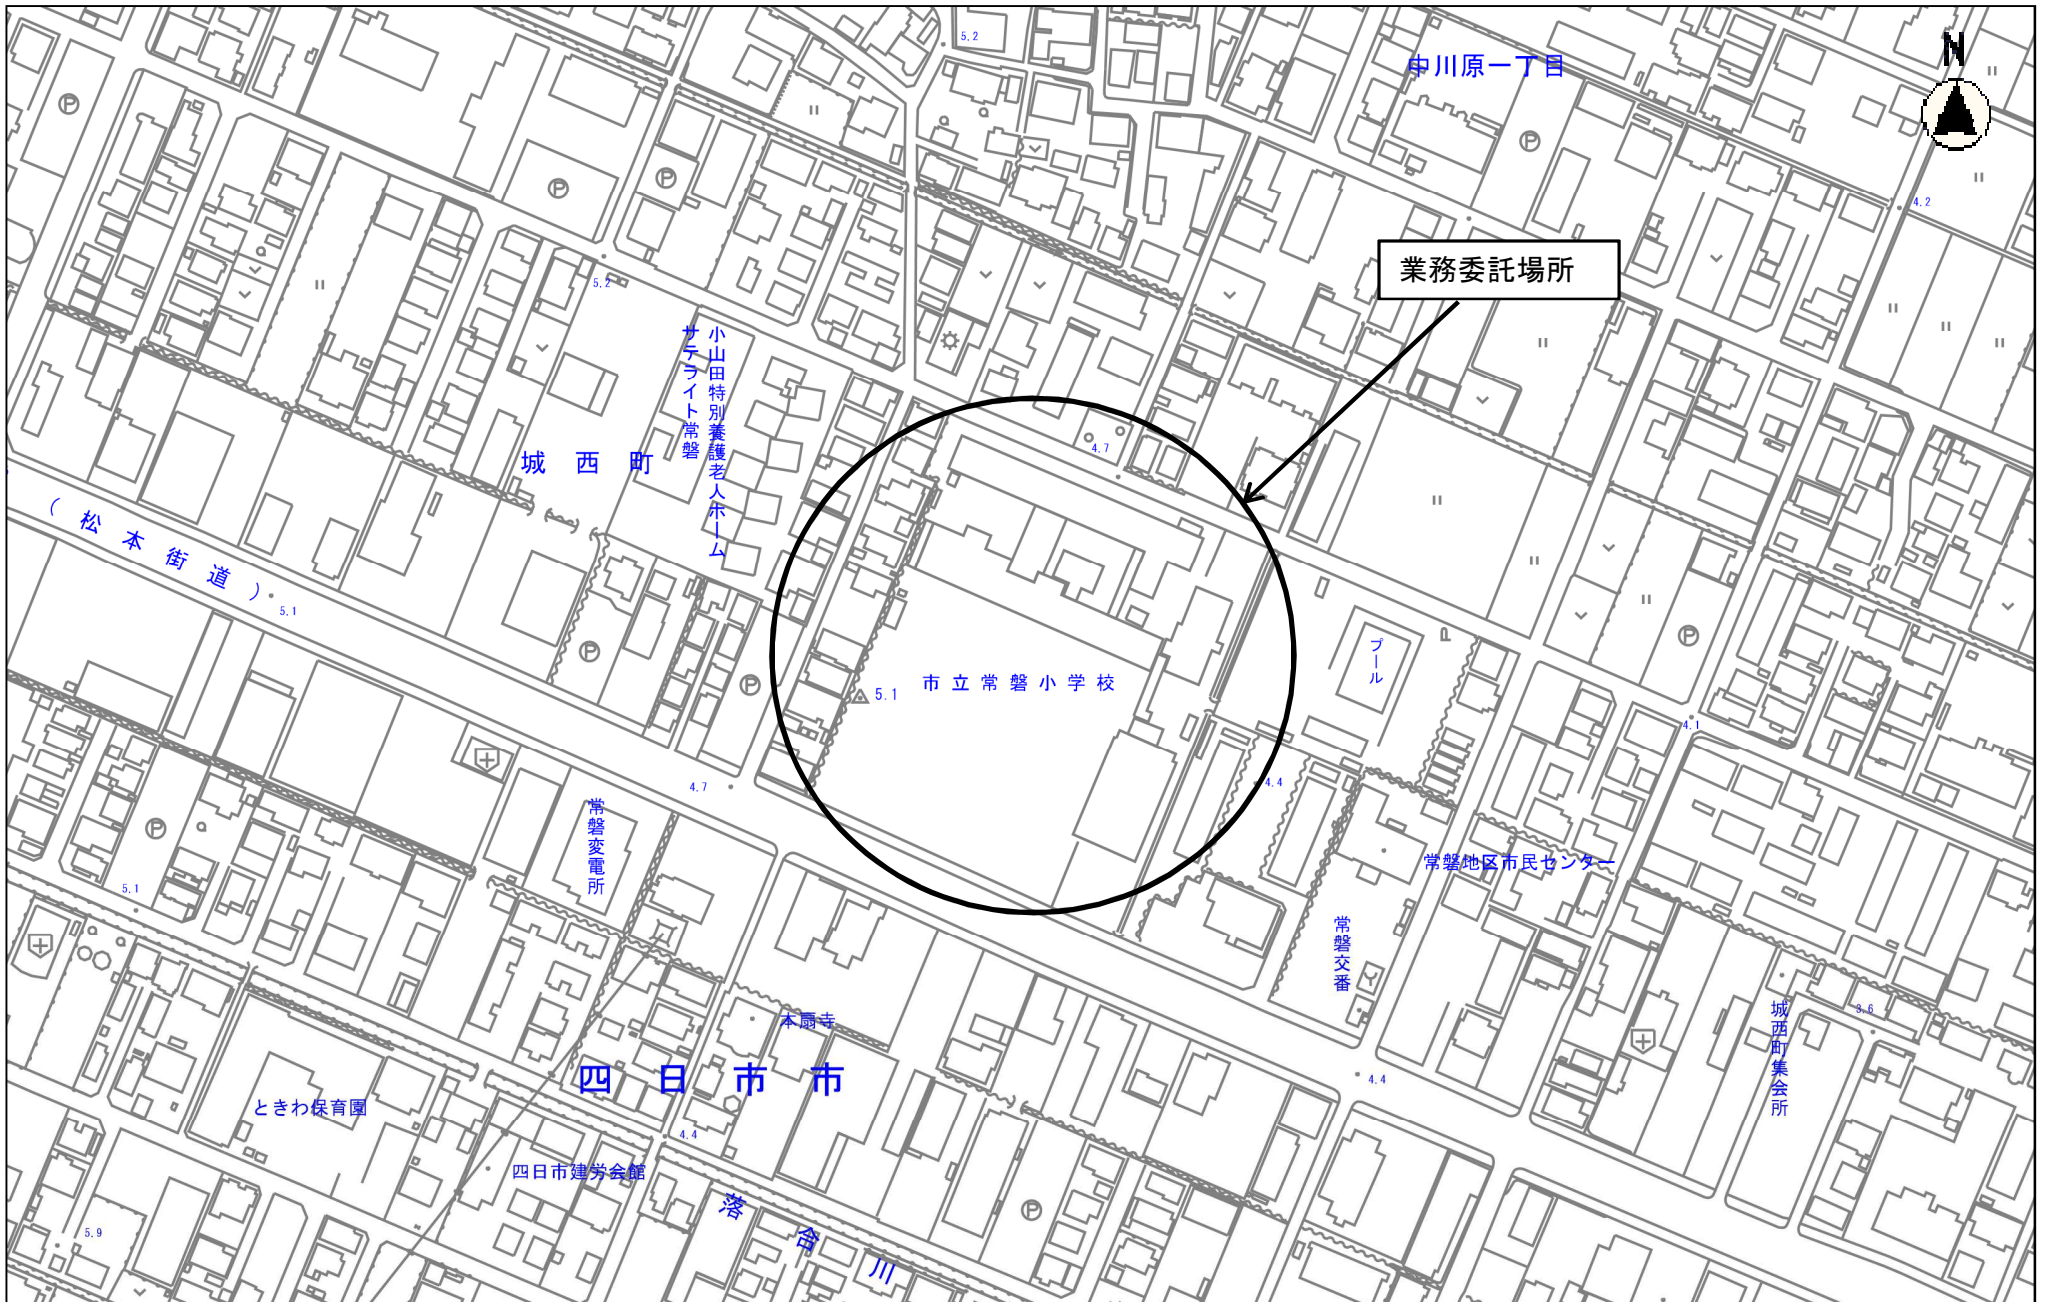 5.2
中川原一丁目
N
4.2
業務委託場所
5.2
小山田特別養護老人ホーム
サテライト常磐
城西町
4.7
(松本街道)
5.1
プール
市立常磐小学校
5.1
4.1
4.7
4.4
常磐変電所
常磐地区市民センター
5.1
常磐交番
城西町集会所
3.6
本扇寺
四日市市
4.4
ときわ保育園
4.4
四日市建労会館
落合川
5.9
P
P
P
P
P
P
P
P
P